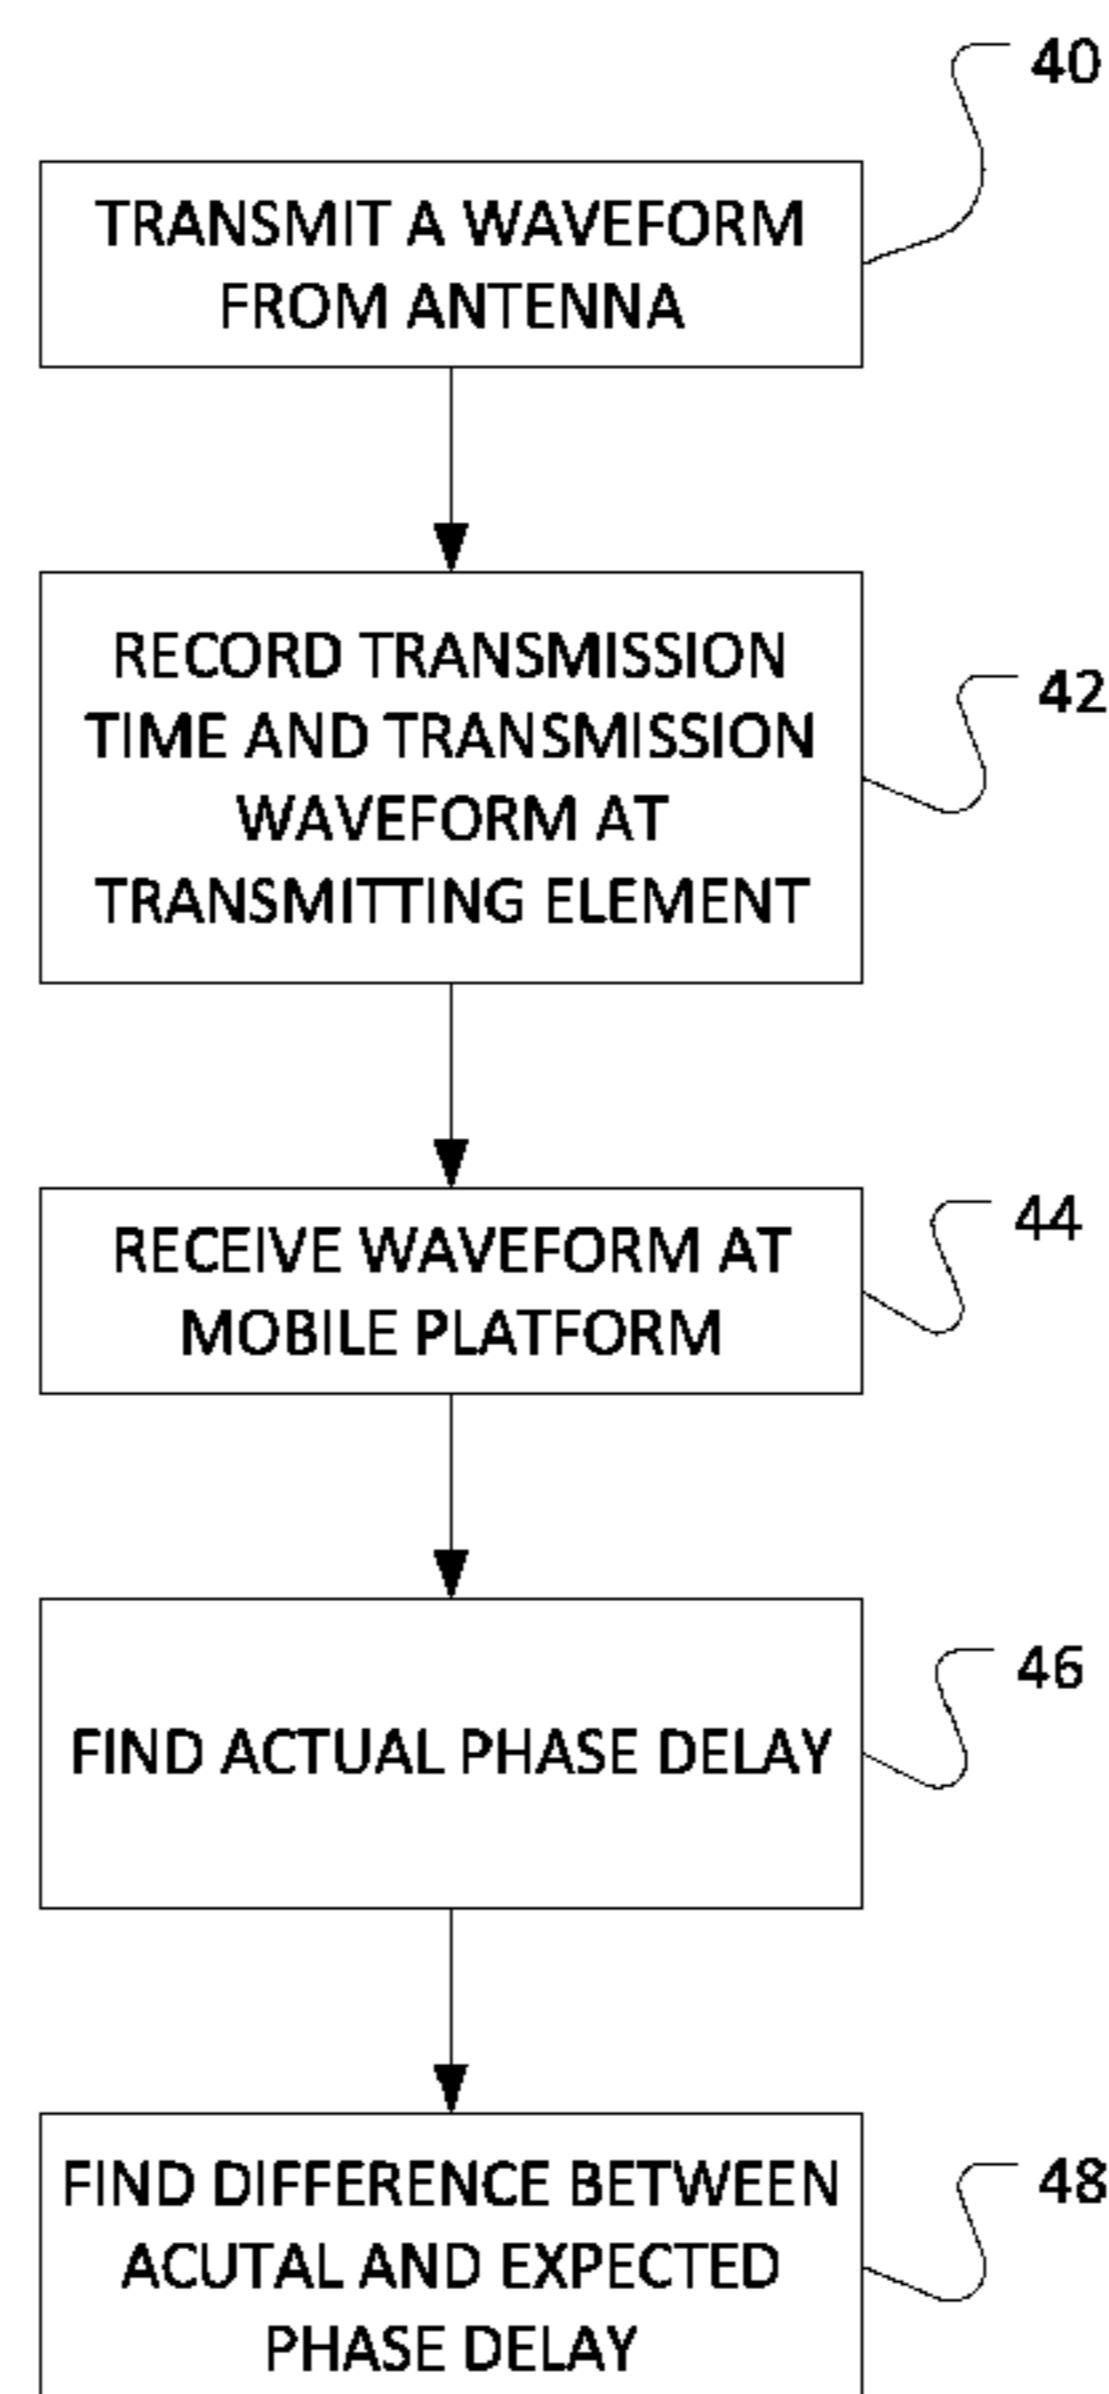 40
TRANSMIT A WAVEFORM
FROM ANTENNA
RECORD TRANSMISSION
42
TIME AND TRANSMISSION
WAVEFORM AT
TRANSMITTING ELEMENT
44
RECEIVE WAVEFORM AT
MOBILE PLATFORM
46
FIND ACTUAL PHASE DELAY
48
FIND DIFFERENCE BETWEEN
ACUTAL AND EXPECTED
PHASE DELAY